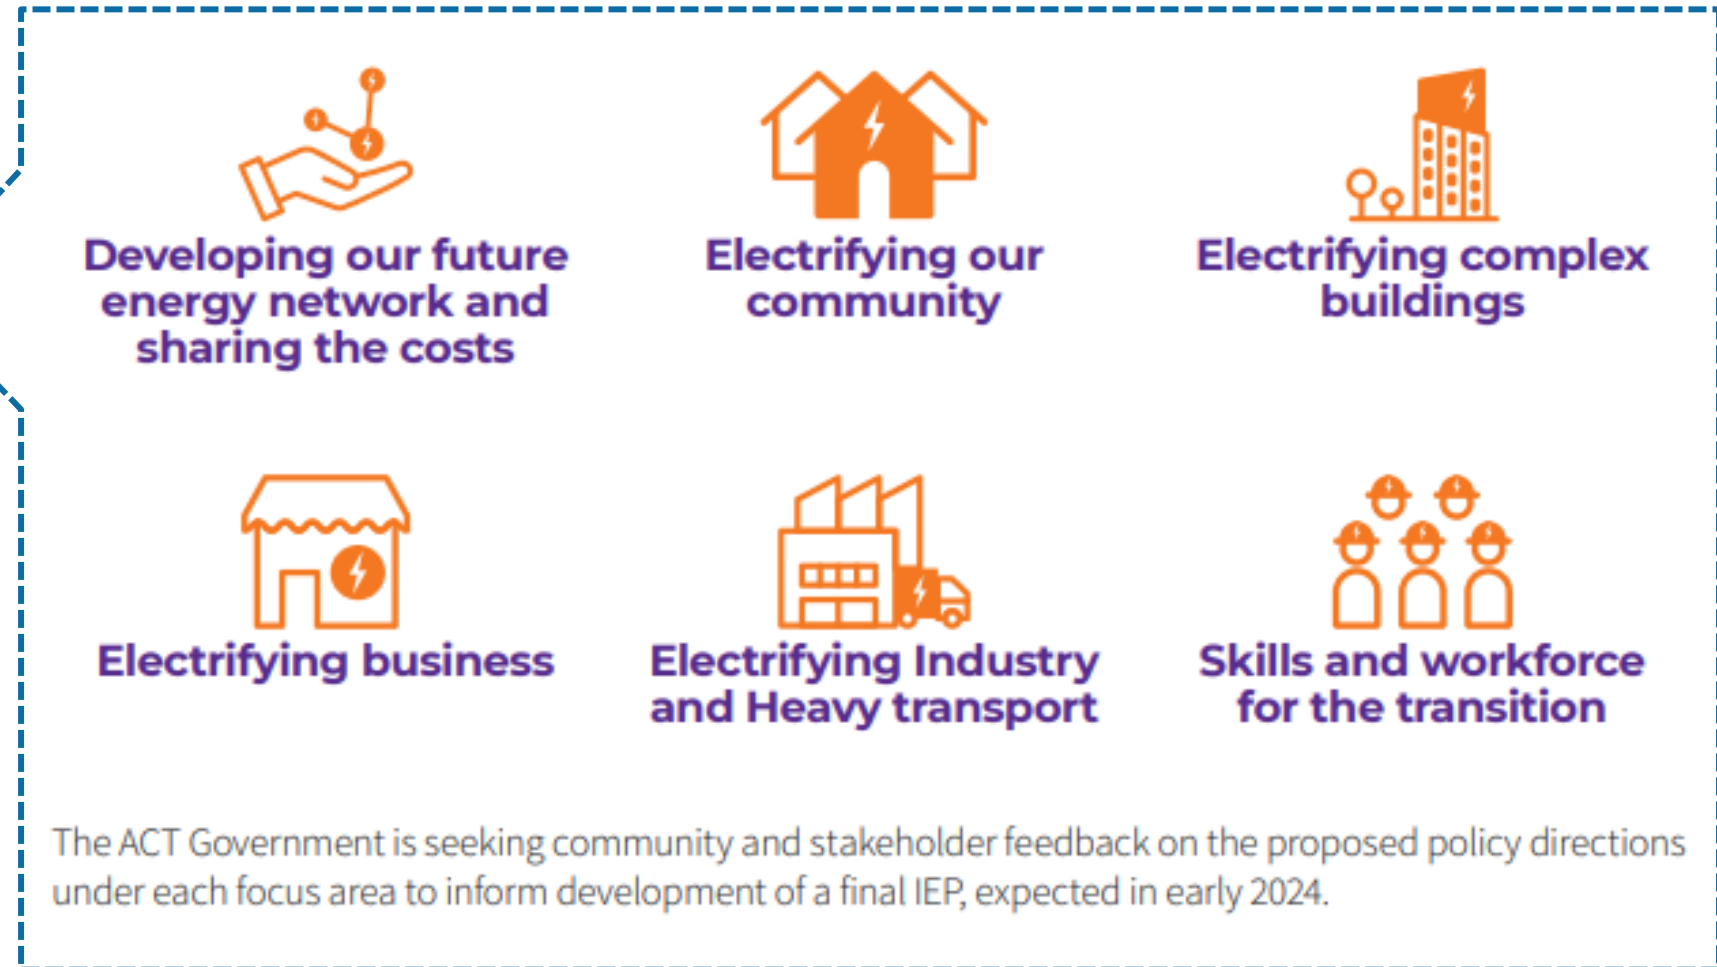 Developing our future
energy network and
sharing the costs
Electrifying our
community
Electrifying complex
buildings
Electrifying business
Electrifying Industry
and Heavy transport
Skills and workforce
for the transition
The ACT Government is seeking community and stakeholder feedback on the proposed policy directions
under each focus area to inform development of a final IEP, expected in early 2024.